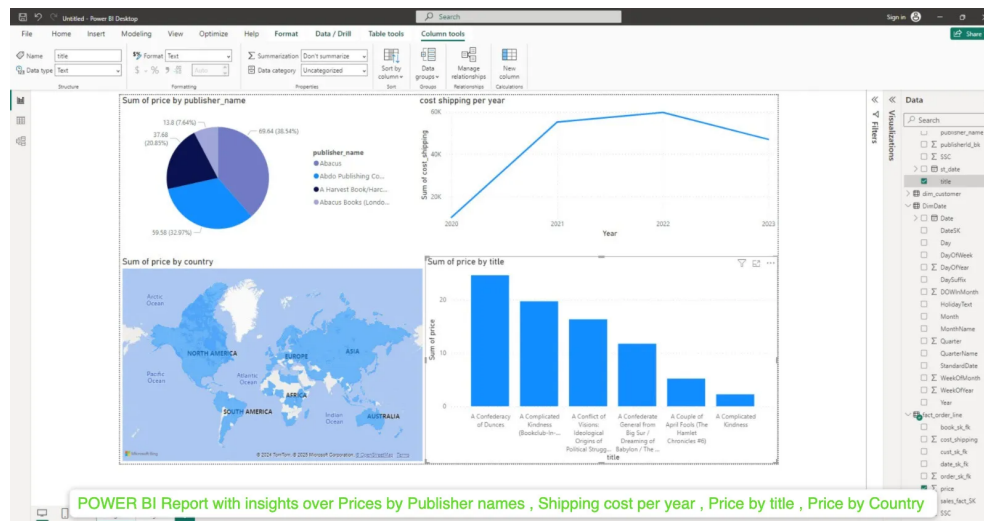 Untitled - Power BI Desktop
Search
Sign in
File Home Insert Modeling View Optimize Help Format Data / Drill Table tools Column tools
Share
Name title
Format Text
Summarization Don't summarize
Data type Text
$ - % Auto
Data category Uncategorized
Sort by column
Data groups
Manage relationships
New column
Structure
Formatting
Properties
Sort
Groups
Relationships
Calculations
Sum of price by publisher_name
13.8 (7.64%)
37.68 (20.85%)
69.64 (38.54%)
59.58 (32.97%)
publisher_name
Abacus
Abdo Publishing Co...
A Harvest Book/Harc...
Abacus Books (Londo...
cost shipping per year
Sum of cost_shipping
60K
40K
20K
2020 2021 2022 2023
Year
Sum of price by country
Arctic Ocean
NORTH AMERICA
EUROPE
ASIA
Pacific Ocean
Atlantic Ocean
AFRICA
SOUTH AMERICA
Indian Ocean
AUSTRALIA
Microsoft Bing
© 2024 TomTom, © 2025 Microsoft Corporation, © OpenStreetMap Terms
Sum of price by title
Sum of price
20
10
0
A Confederacy of Dunces
A Complicated Kindness (Bookclub-In-...
A Conflict of Visions: Ideological Origins of Political Strugg...
A Confederate General from Big Sur / Dreaming of Babylon / The ...
A Couple of April Fools (The Hamlet Chronicles #6)
A Complicated Kindness
title
Filters
Visualizations
Data
Search
publisher_name
publisherId_bk
SSC
st_date
title
dim_customer
DimDate
Date
DateSK
Day
DayOfWeek
DayOfYear
DaySuffix
DOWInMonth
HolidayText
Month
MonthName
Quarter
QuarterName
StandardDate
WeekOfMonth
WeekOfYear
Year
fact_order_line
book_sk_fk
cost_shipping
cust_sk_fk
date_sk_fk
order_sk_fk
price
sales_fact_SK
SSC
POWER BI Report with insights over Prices by Publisher names , Shipping cost per year , Price by title , Price by Country